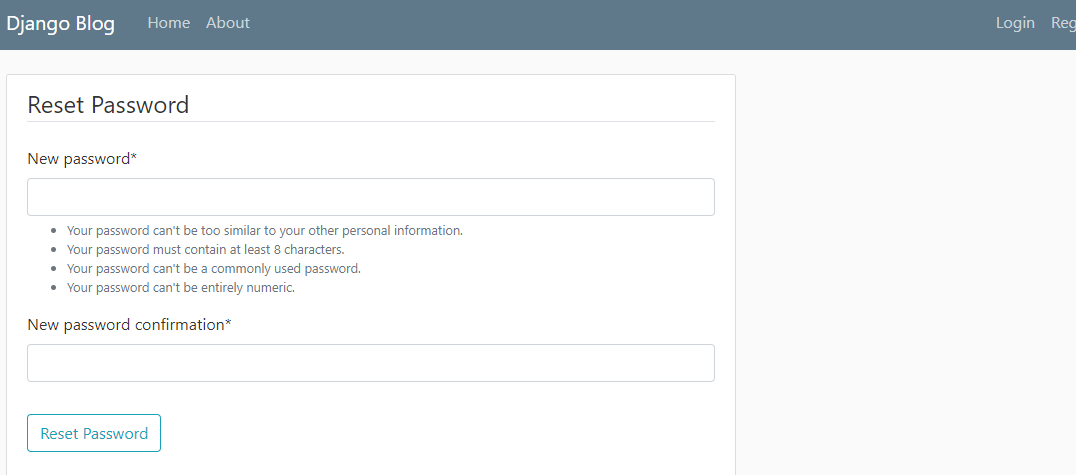 Django Blog Home About Login Reg
Reset Password
New password*
Your password can't be too similar to your other personal information.
Your password must contain at least 8 characters.
Your password can't be a commonly used password.
Your password can't be entirely numeric.
New password confirmation*
Reset Password